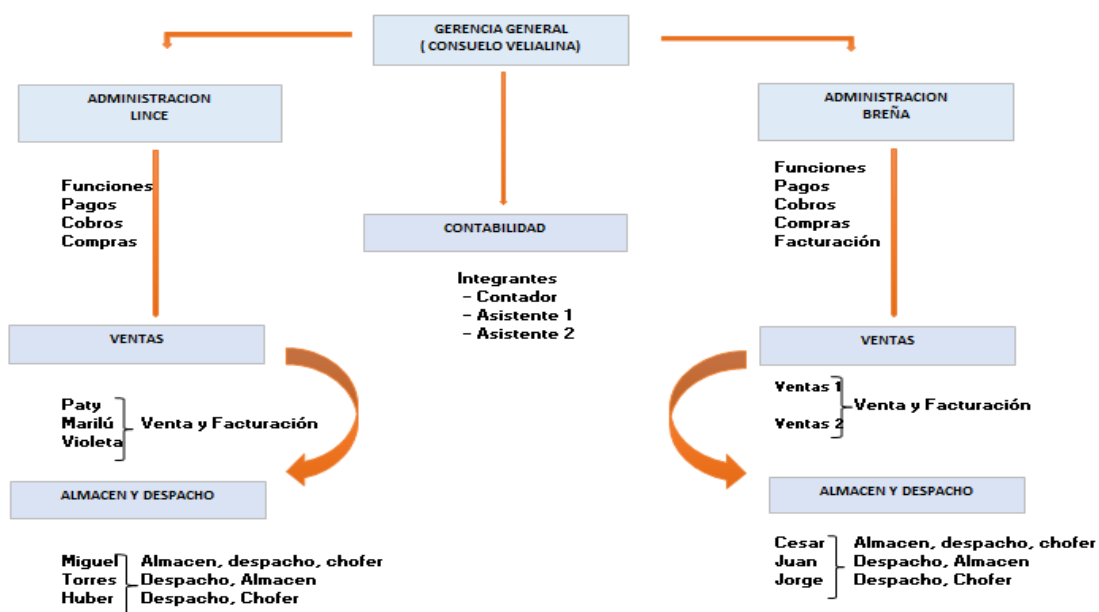 GERENCIA GENERAL
( CONSUELO VELIALINA)
ADMINISTRACION
LINCE
Funciones
Pagos
Cobros
Compras
ADMINISTRACION
BREÑA
Funciones
Pagos
Cobros
Compras
Facturación
CONTABILIDAD
Integrantes
- Contador
- Asistente 1
- Asistente 2
VENTAS
Paty
Marilú Venta y Facturación
Violeta
VENTAS
Ventas 1
Venta y Facturación
Ventas 2
ALMACEN Y DESPACHO
Miguel Almacen, despacho, chofer
Torres Despacho, Almacen
Huber Despacho, Chofer
ALMACEN Y DESPACHO
Cesar Almacen, despacho, chofer
Juan Despacho, Almacen
Jorge Despacho, Chofer